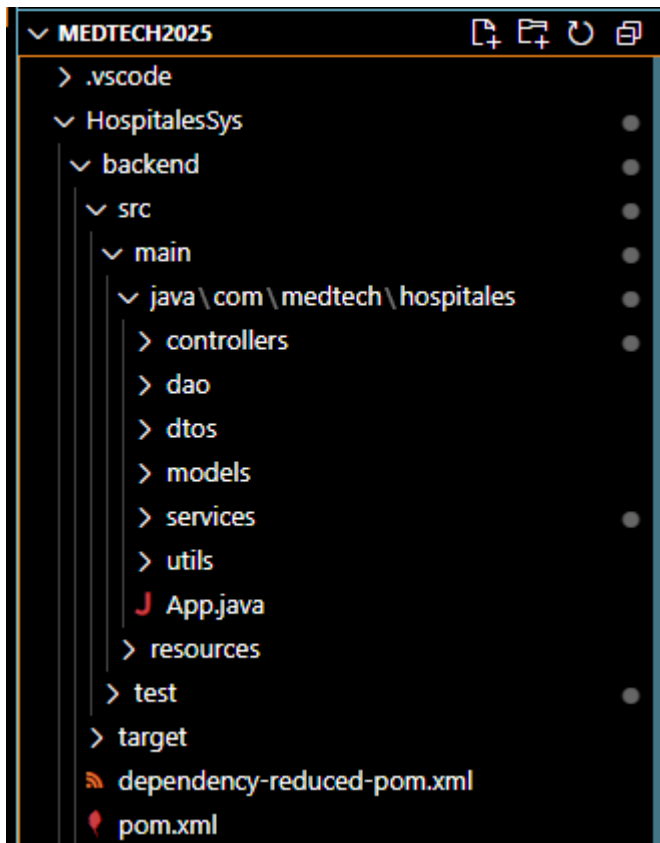 MEDTECH2025
.vscode
HospitalesSys
backend
src
main
java\com\medtech\hospitales
controllers
dao
dtos
models
services
utils
J App.java
resources
test
target
dependency-reduced-pom.xml
pom.xml